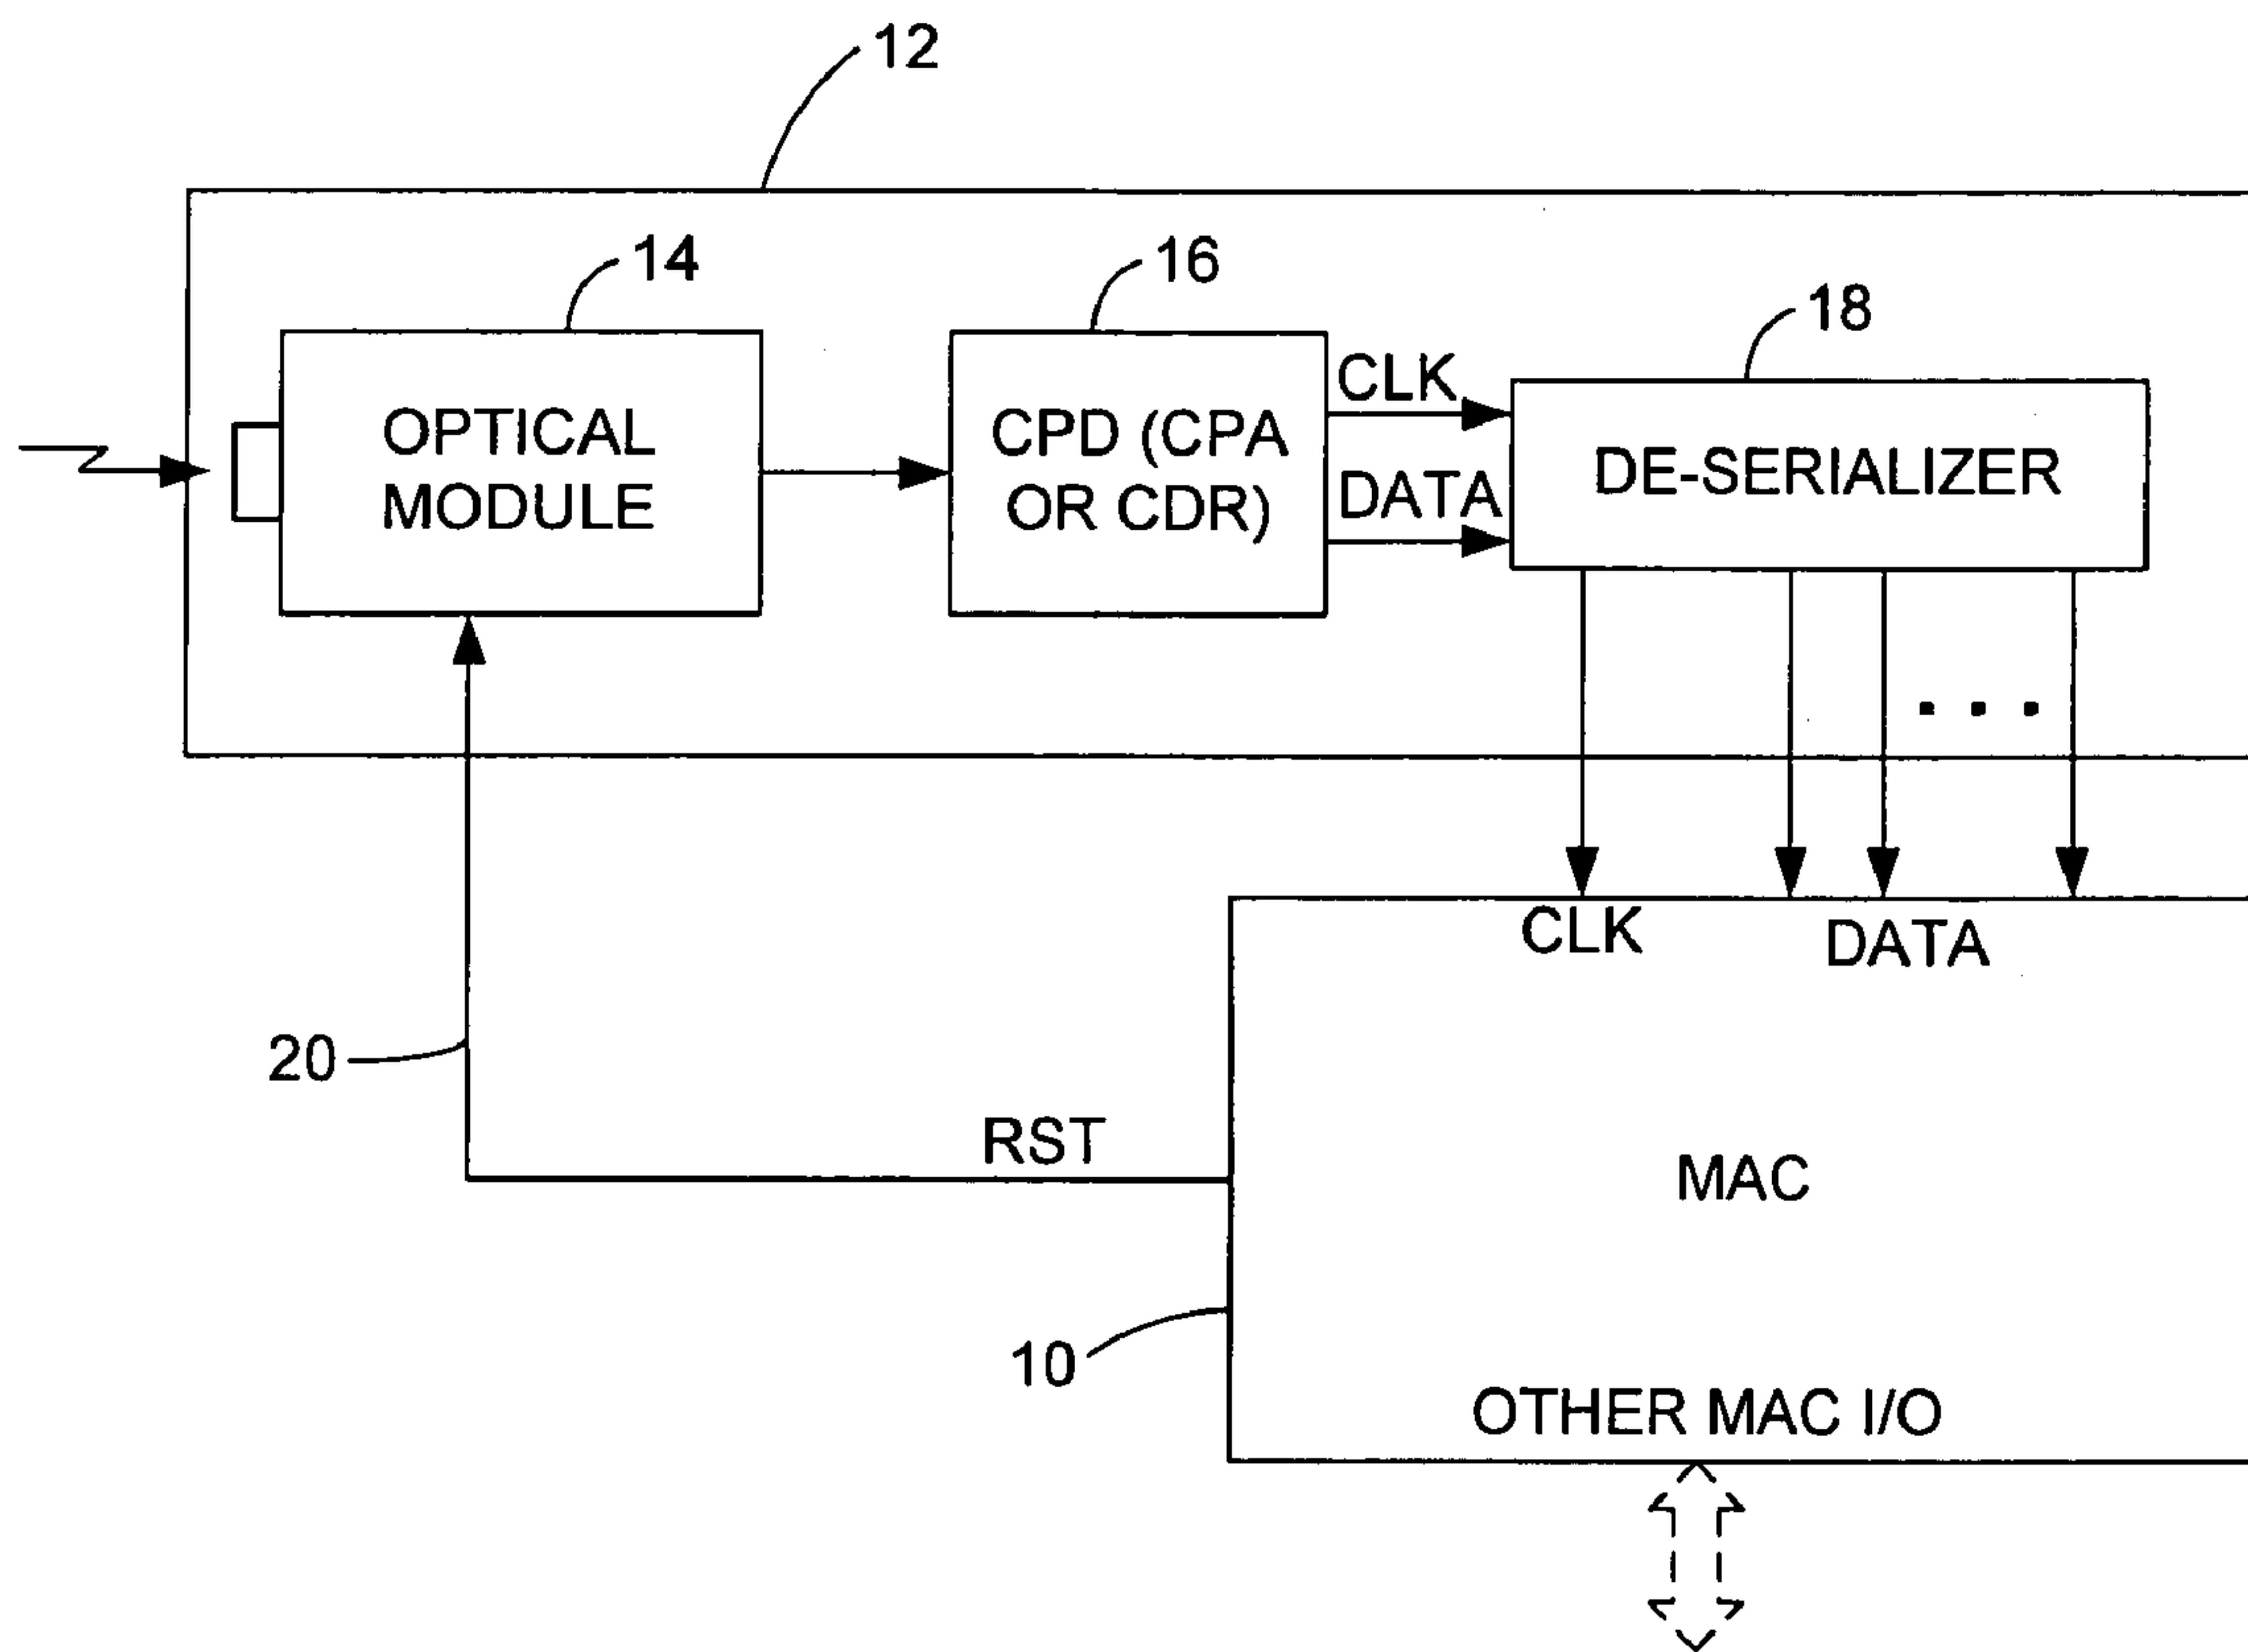 12
14
16
18
OPTICAL
MODULE
CPD (CPA
OR CDR)
CLK
DATA
DE-SERIALIZER
CLK
DATA
20
RST
MAC
10
OTHER MAC I/O